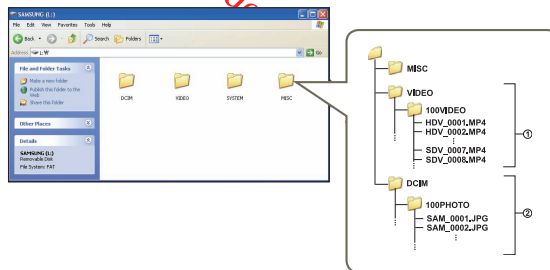 SAMSUNG (L:)
File Edit View Favorites Tools Help
Back Search Folders
Address L:\ Go
File and Folder Tasks
Make a new folder
Publish this folder to the Web
Share this folder
Other Places
Details
SAMSUNG (L:)
Removable Disk
File System: FAT
DCIM VIDEO SYSTEM MISC
MISC
VIDEO
100VIDEO
HDV_0001.MP4
HDV_0002.MP4
SDV_0007.MP4
SDV_0008.MP4
①
DCIM
100PHOTO
SAM_0001.JPG
SAM_0002.JPG
②